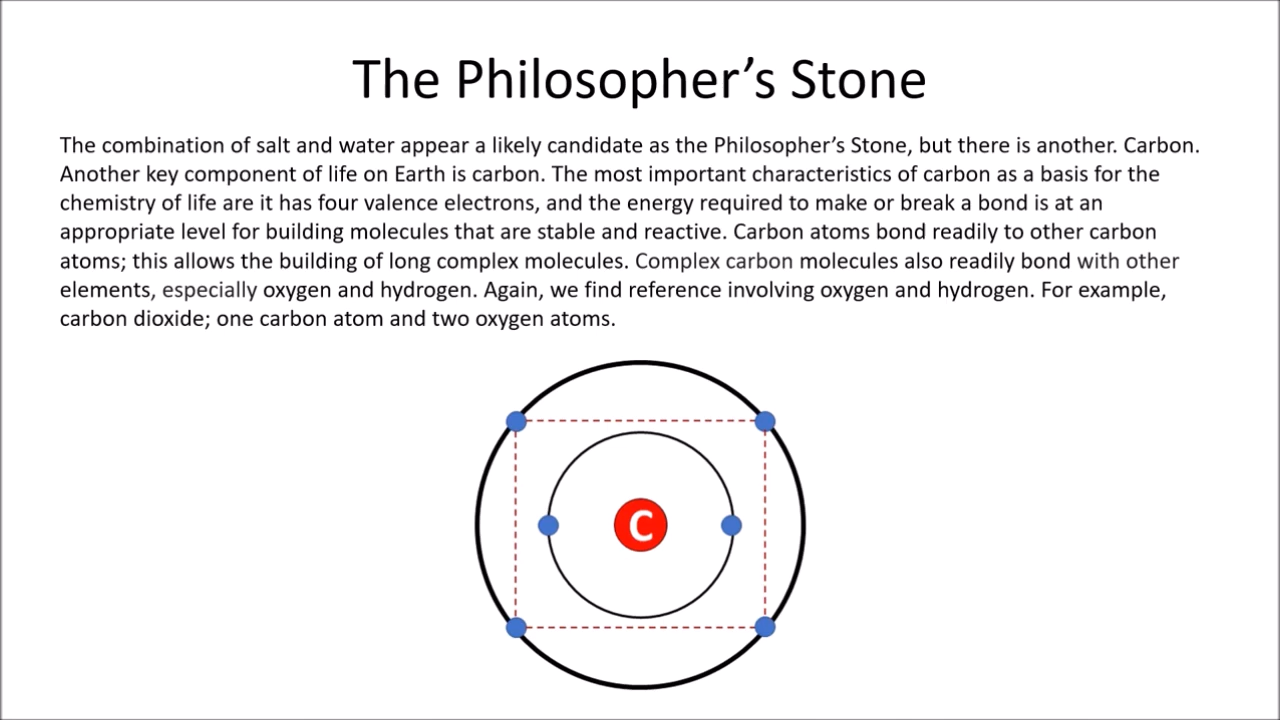 The Philosopher’s Stone
The combination of salt and water appear a likely candidate as the Philosopher’s Stone, but there is another. Carbon.
Another key component of life on Earth is carbon. The most important characteristics of carbon as a basis for the
chemistry of life are it has four valence electrons, and the energy required to make or break a bond is at an
appropriate level for building molecules that are stable and reactive. Carbon atoms bond readily to other carbon
atoms; this allows the building of long complex molecules. Complex carbon molecules also readily bond with other
elements, especially oxygen and hydrogen. Again, we find reference involving oxygen and hydrogen. For example,
carbon dioxide; one carbon atom and two oxygen atoms.
C